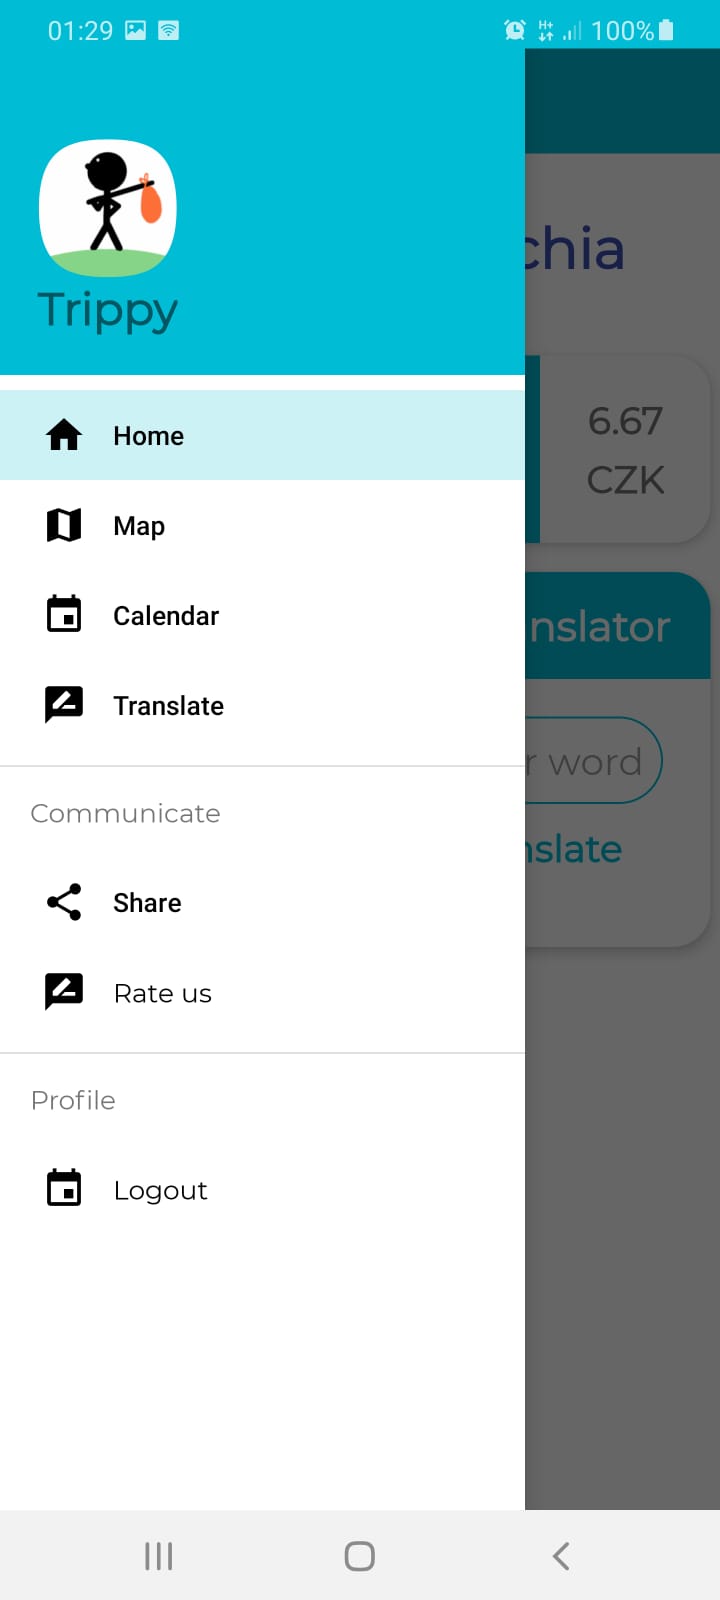 01:29
H+
100%
Trippy
chia
6.67
CZK
Home
Map
Calendar
nslator
Translate
r word
Communicate
nslate
Share
Rate us
Profile
Logout